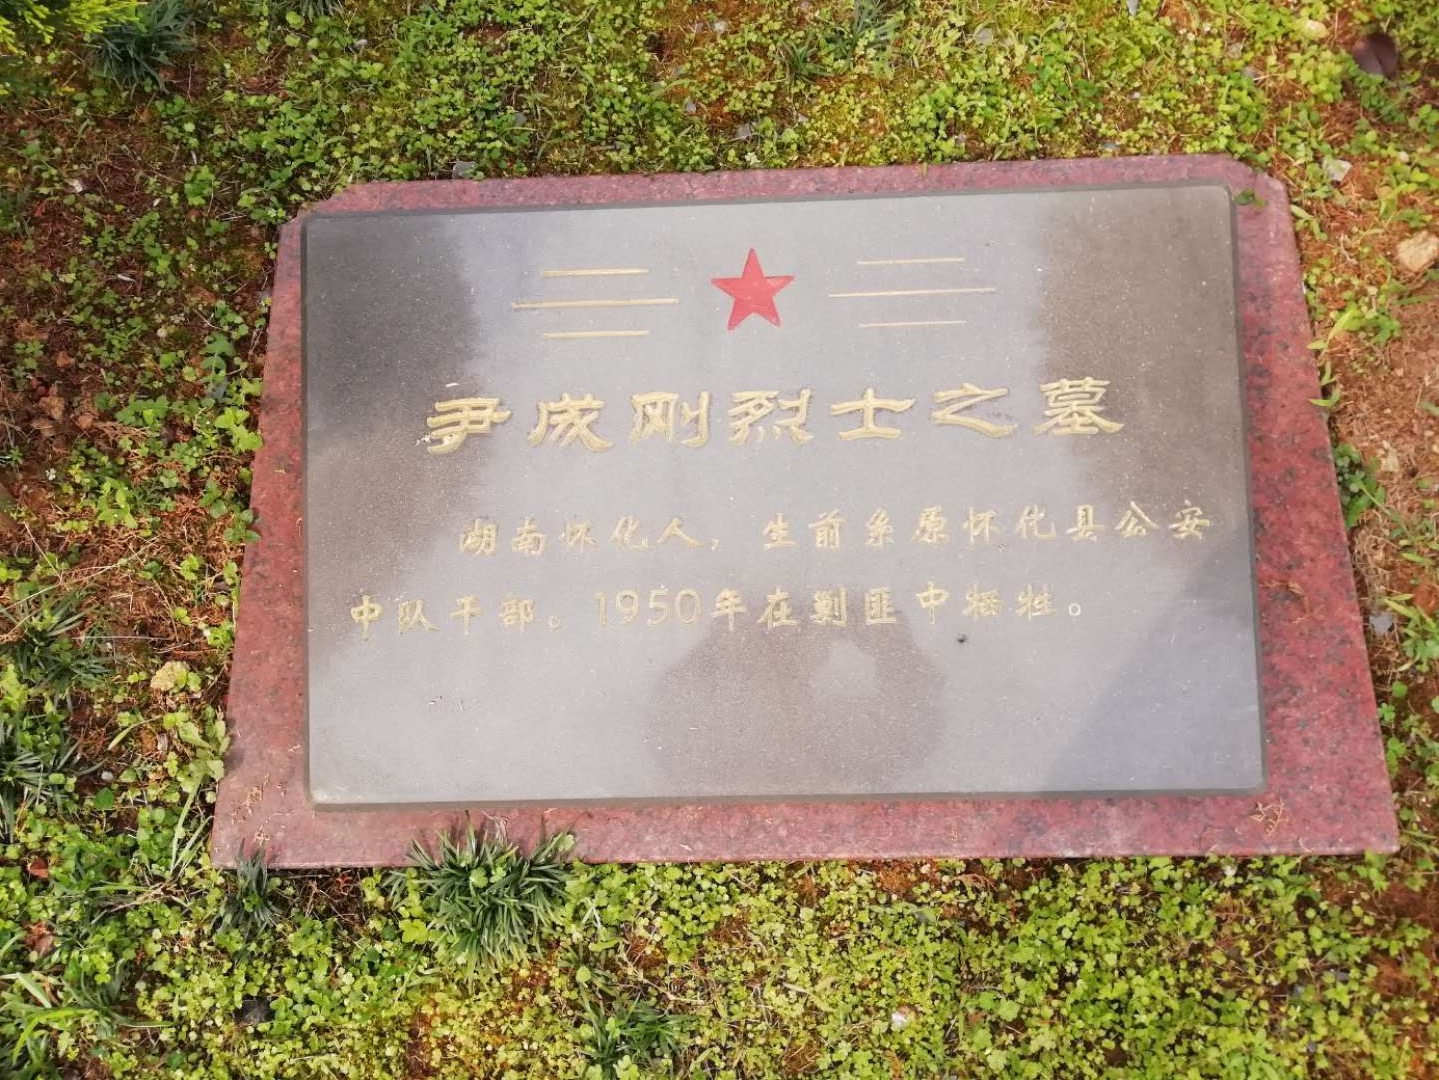 尹成刚烈士之墓
湖南怀化人，生前系原怀化县公安
中队干部。1950年在剿匪中牺牲。